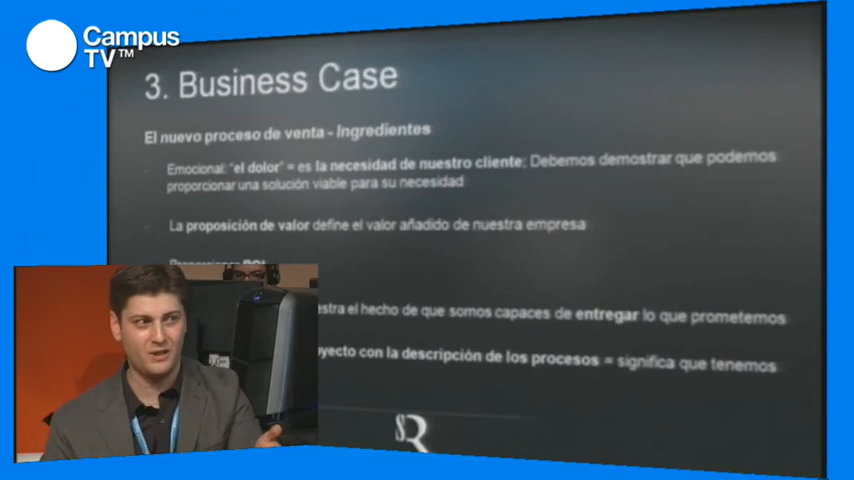 Campus
TV™
3. Business Case
El nuevo proceso de venta - Ingredientes
Emocional: "el dolor" = es la necesidad de nuestro cliente; Debemos demostrar que podemos
proporcionar una solución viable para su necesidad
La proposición de valor define el valor añadido de nuestra empresa
el hecho de que somos capaces de entregar lo que prometemos
con la descripción de los procesos = significa que tenemos
SR